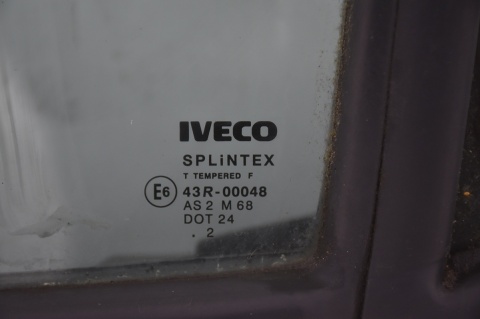 IVECO
SPLiNTEX
T TEMPERED F
E6 43R-00048
AS 2 M 68
DOT 24
. 2